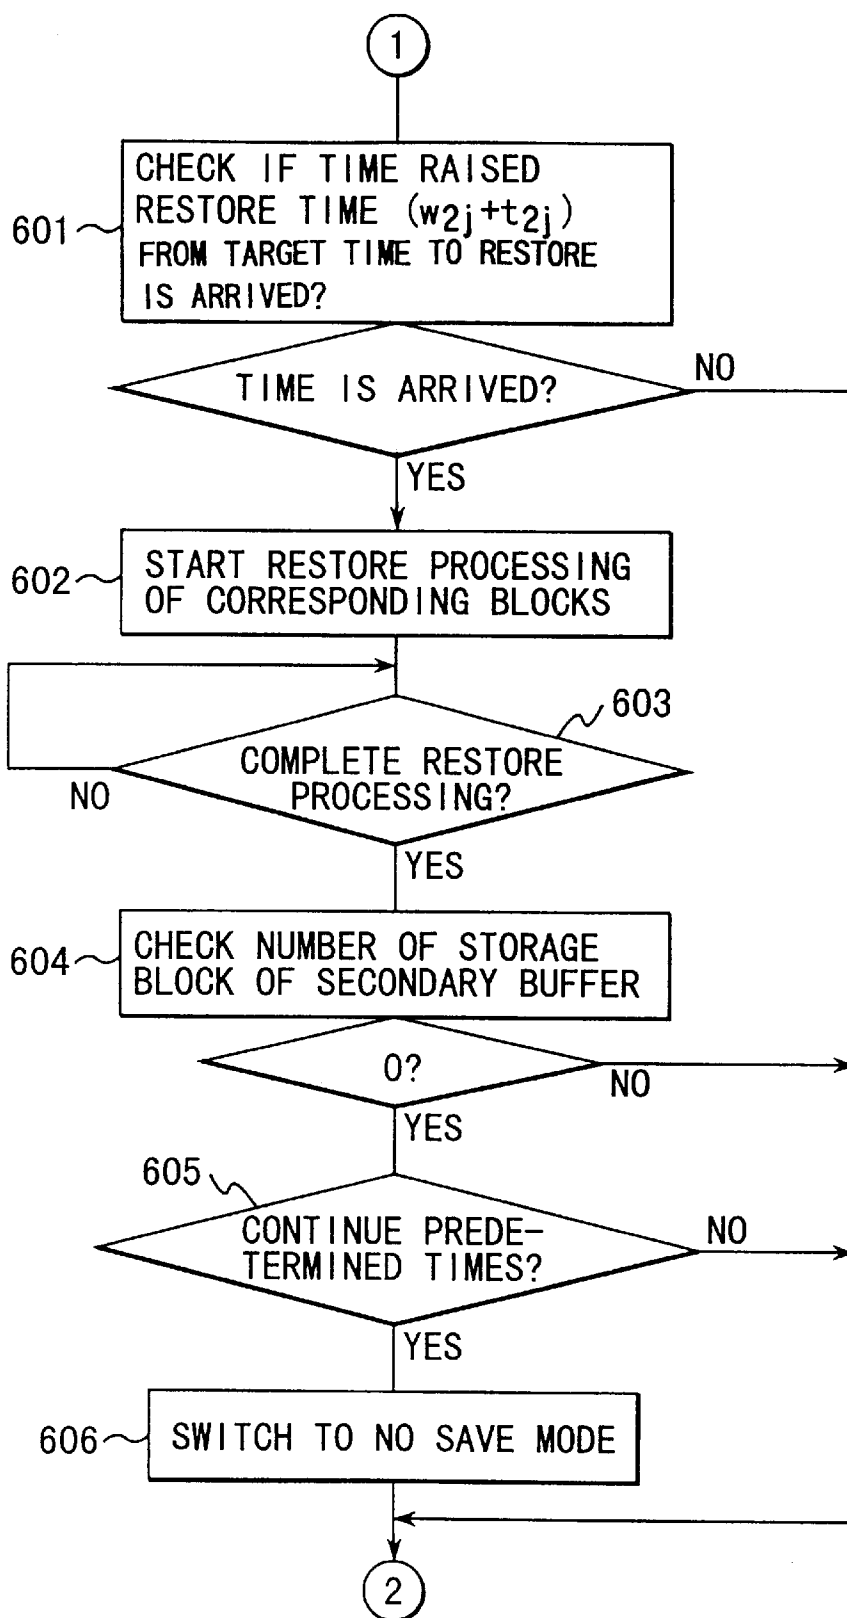 1
CHECK IF TIME RAISED
RESTORE TIME (w2j+t2j)
601
FROM TARGET TIME TO RESTORE
IS ARRIVED?
TIME IS ARRIVED?
NO
YES
602
START RESTORE PROCESSING
OF CORRESPONDING BLOCKS
603
COMPLETE RESTORE
PROCESSING?
NO
YES
604
CHECK NUMBER OF STORAGE
BLOCK OF SECONDARY BUFFER
0?
NO
YES
605
CONTINUE PREDE-
TERMINED TIMES?
NO
YES
606
SWITCH TO NO SAVE MODE
2